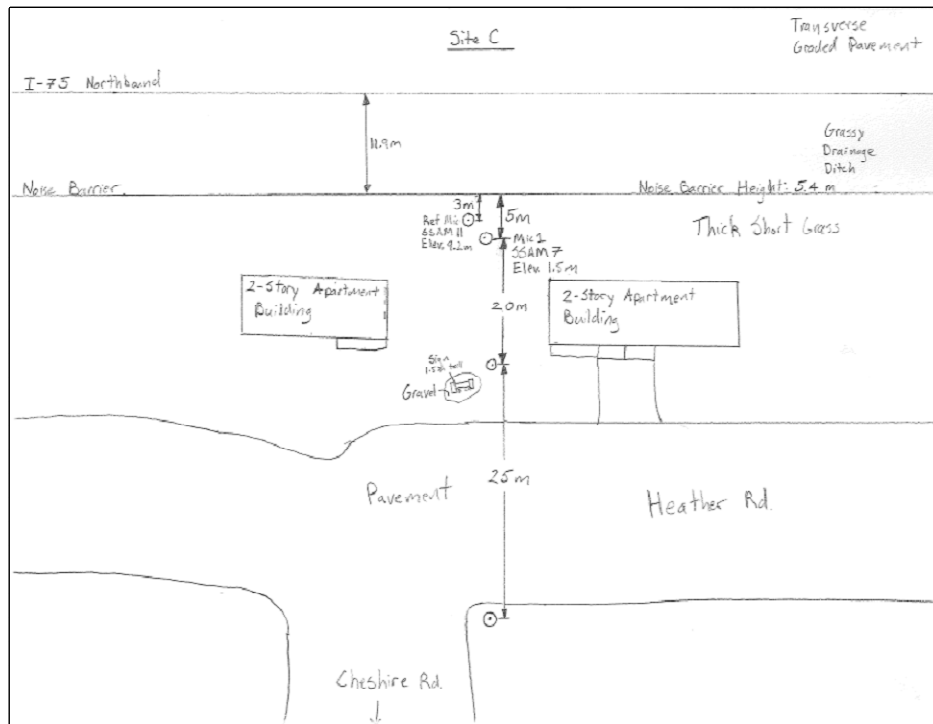 Site C
Transverse
Graded Pavement
I-75 Northbound
11.9m
Grassy
Drainage
Ditch
Noise Barrier
Noise Barrier Height: 5.4 m
3m
5m
Ref Mic
SSAM 11
Elev. 9.2m
Mic 1
SSAM 7
Elev 1.5m
Thick Short Grass
2-Story Apartment
Building
20m
2-Story Apartment
Building
Sign
tall
Gravel
25m
Pavement
Heather Rd.
Cheshire Rd.